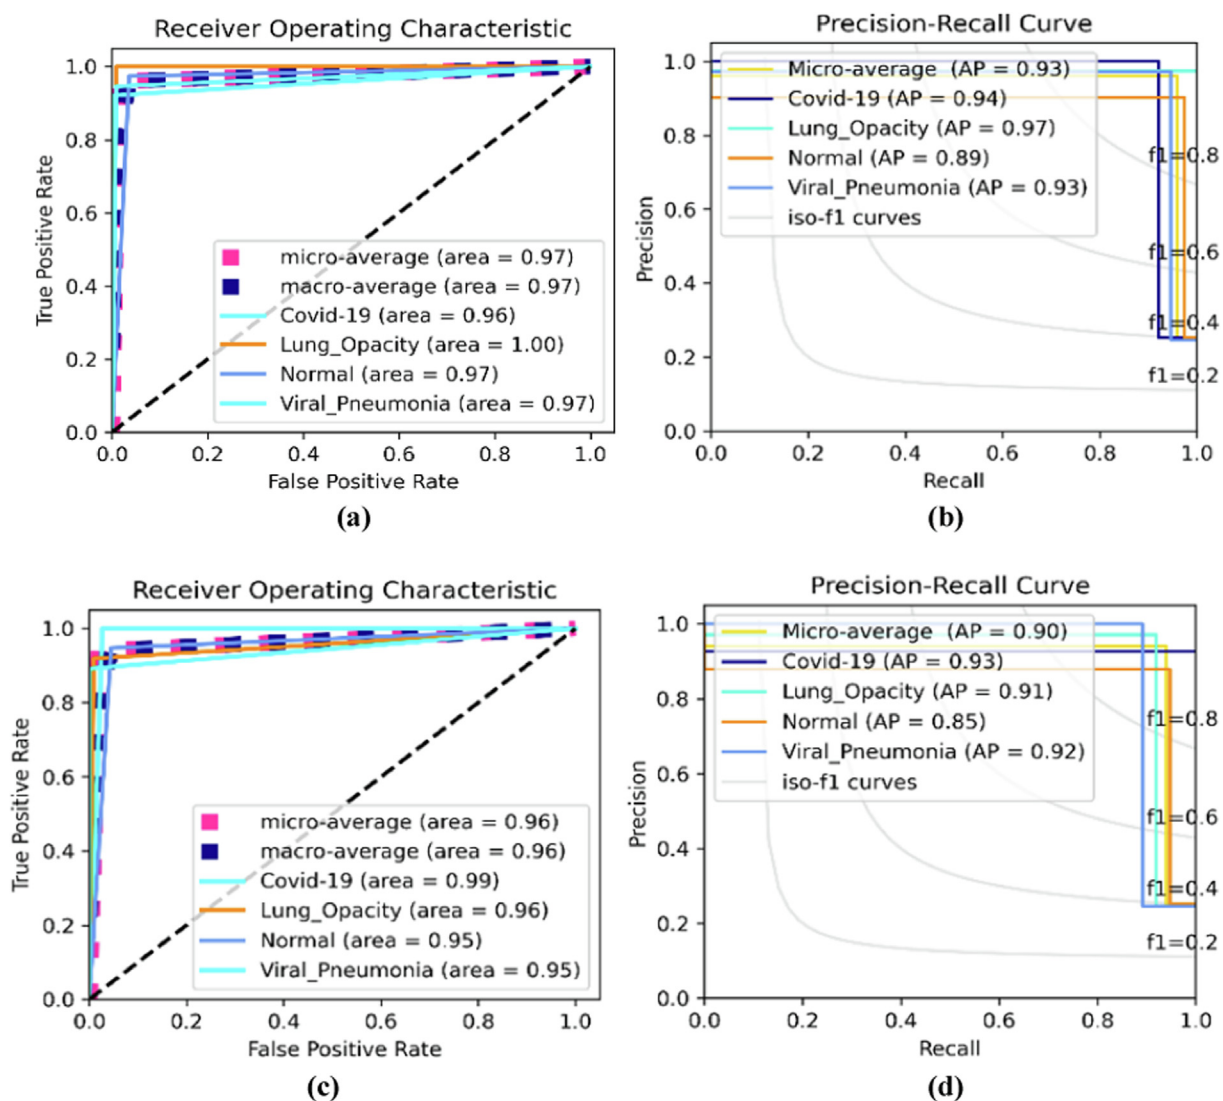 Receiver Operating Characteristic
True Positive Rate
1.0
0.8
0.6
0.4
0.2
0.0
micro-average (area = 0.97)
macro-average (area = 0.97)
Covid-19 (area = 0.96)
Lung_Opacity (area = 1.00)
Normal (area = 0.97)
Viral_Pneumonia (area = 0.97)
0.0 0.2 0.4 0.6 0.8 1.0
False Positive Rate
(a)
Precision-Recall Curve
Precision
1.0
0.8
0.6
0.4
0.2
0.0
Micro-average (AP = 0.93)
Covid-19 (AP = 0.94)
Lung_Opacity (AP = 0.97)
Normal (AP = 0.89)
Viral_Pneumonia (AP = 0.93)
iso-f1 curves
f1=0.8
f1=0.6
f1=0.4
f1=0.2
0.0 0.2 0.4 0.6 0.8 1.0
Recall
(b)
Receiver Operating Characteristic
True Positive Rate
1.0
0.8
0.6
0.4
0.2
0.0
micro-average (area = 0.96)
macro-average (area = 0.96)
Covid-19 (area = 0.99)
Lung_Opacity (area = 0.96)
Normal (area = 0.95)
Viral_Pneumonia (area = 0.95)
0.0 0.2 0.4 0.6 0.8 1.0
False Positive Rate
(c)
Precision-Recall Curve
Precision
1.0
0.8
0.6
0.4
0.2
0.0
Micro-average (AP = 0.90)
Covid-19 (AP = 0.93)
Lung_Opacity (AP = 0.91)
Normal (AP = 0.85)
Viral_Pneumonia (AP = 0.92)
iso-f1 curves
f1=0.8
f1=0.6
f1=0.4
f1=0.2
0.0 0.2 0.4 0.6 0.8 1.0
Recall
(d)